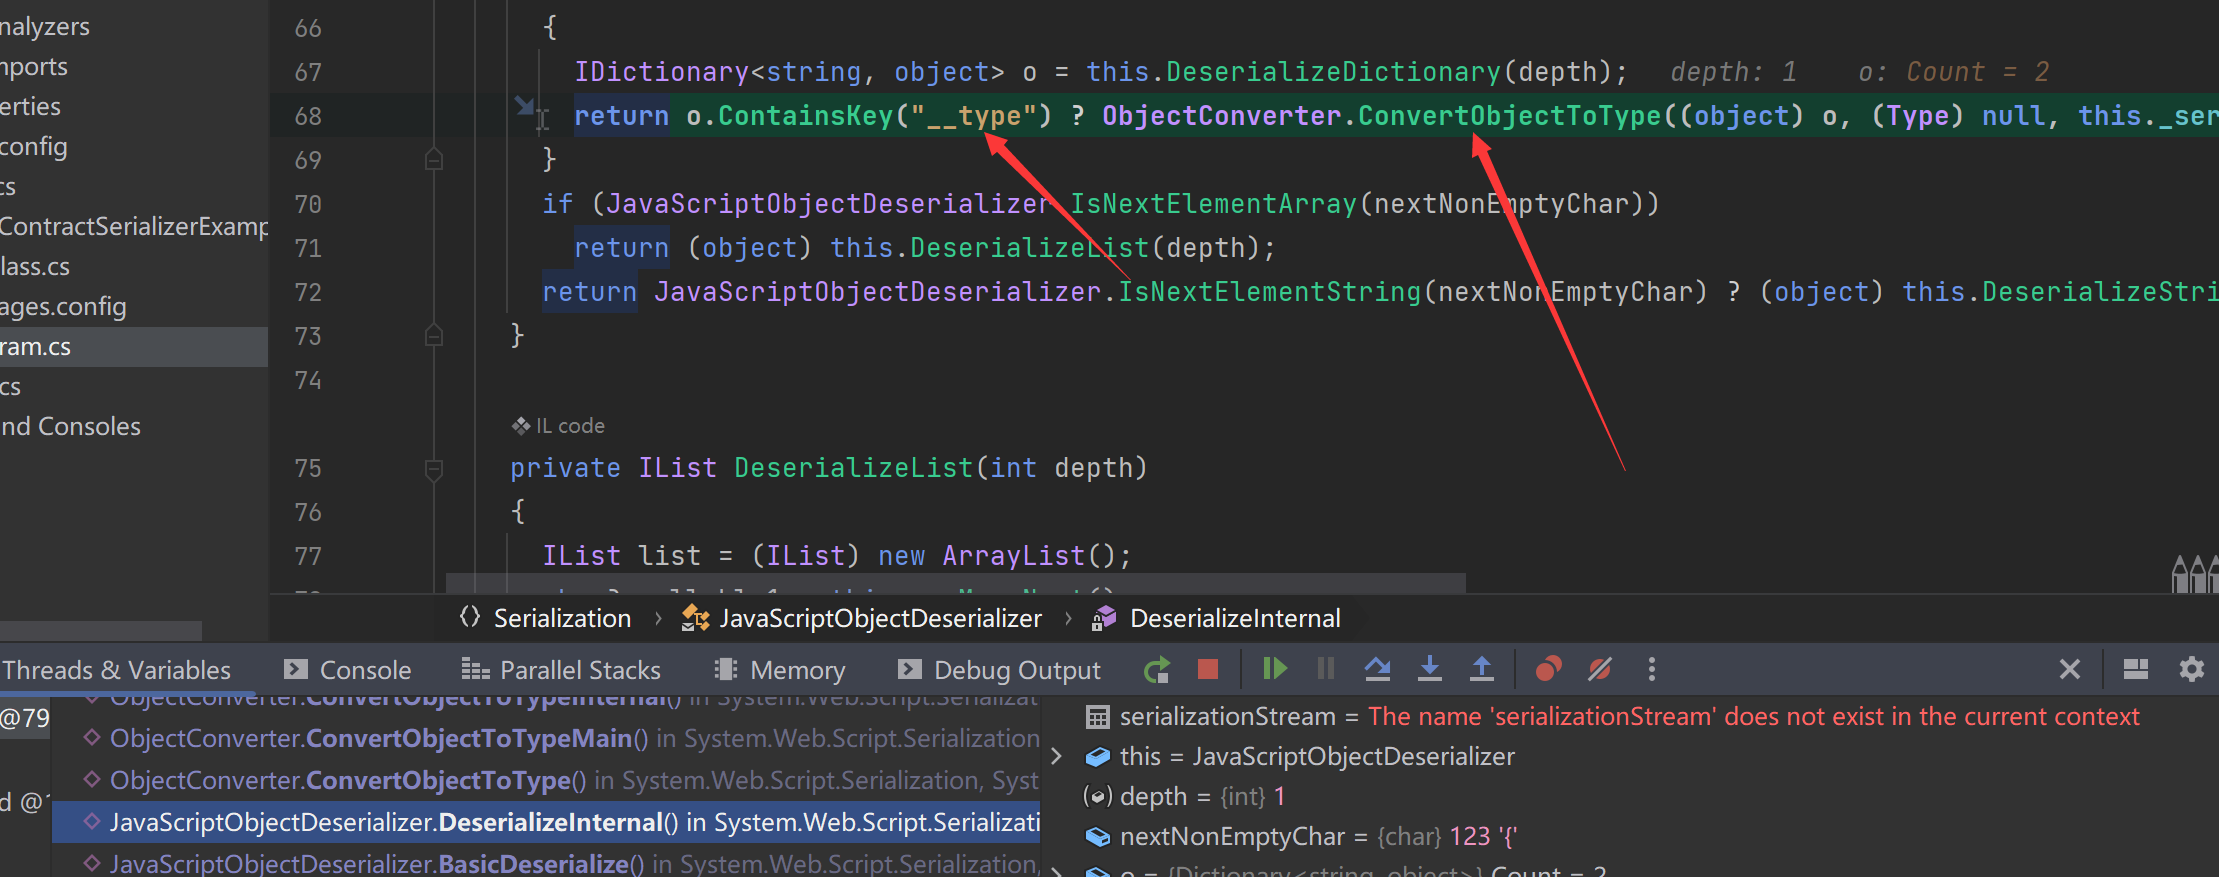 nalyzers
mports
erties
config
cs
ContractSerializerExamp
lass.cs
ages.config
ram.cs
cs
nd Consoles
66 {
67 IDictionary<string, object> o = this.DeserializeDictionary(depth); depth: 1 o: Count = 2
68 return o.ContainsKey("__type") ? ObjectConverter.ConvertObjectToType((object) o, (Type) null, this._ser
69 }
70 if (JavaScriptObjectDeserializer IsNextElementArray(nextNonEmptyChar))
71 return (object) this.DeserializeList(depth);
72 return JavaScriptObjectDeserializer.IsNextElementString(nextNonEmptyChar) ? (object) this.DeserializeStri
73 }
74
IL code
75 private IList DeserializeList(int depth)
76 {
77 IList list = (IList) new ArrayList();
Serialization › JavaScriptObjectDeserializer › DeserializeInternal
Threads & Variables Console Parallel Stacks Memory Debug Output
@79
d @
ObjectConverter.ConvertObjectToTypeInternal() in System.Web.Script.Serializat
ObjectConverter.ConvertObjectToTypeMain() in System.Web.Script.Serialization
ObjectConverter.ConvertObjectToType() in System.Web.Script.Serialization, Syst
JavaScriptObjectDeserializer.DeserializeInternal() in System.Web.Script.Serializati
JavaScriptObjectDeserializer.BasicDeserialize() in System.Web.Script.Serialization,
serializationStream = The name 'serializationStream' does not exist in the current context
this = JavaScriptObjectDeserializer
depth = {int} 1
nextNonEmptyChar = {char} 123 '{'
o = {Dictionary<string, object>} Count = 2